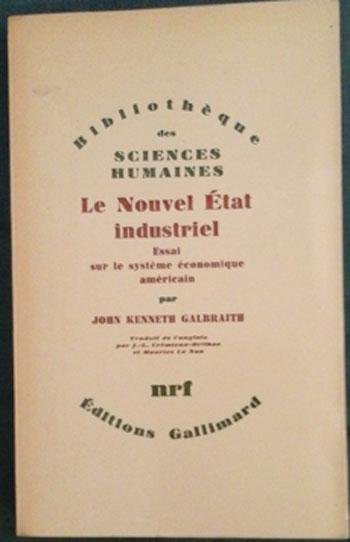 Bibliothèque
des
SCIENCES
HUMAINES
Le Nouvel État
industriel
Essai
sur le système économique
américain
par
JOHN KENNETH GALBRAITH
Traduit de l'anglais
par J.-L. Crémieux-Brilhac
et Maurice Le Nan
nrf
Éditions Gallimard